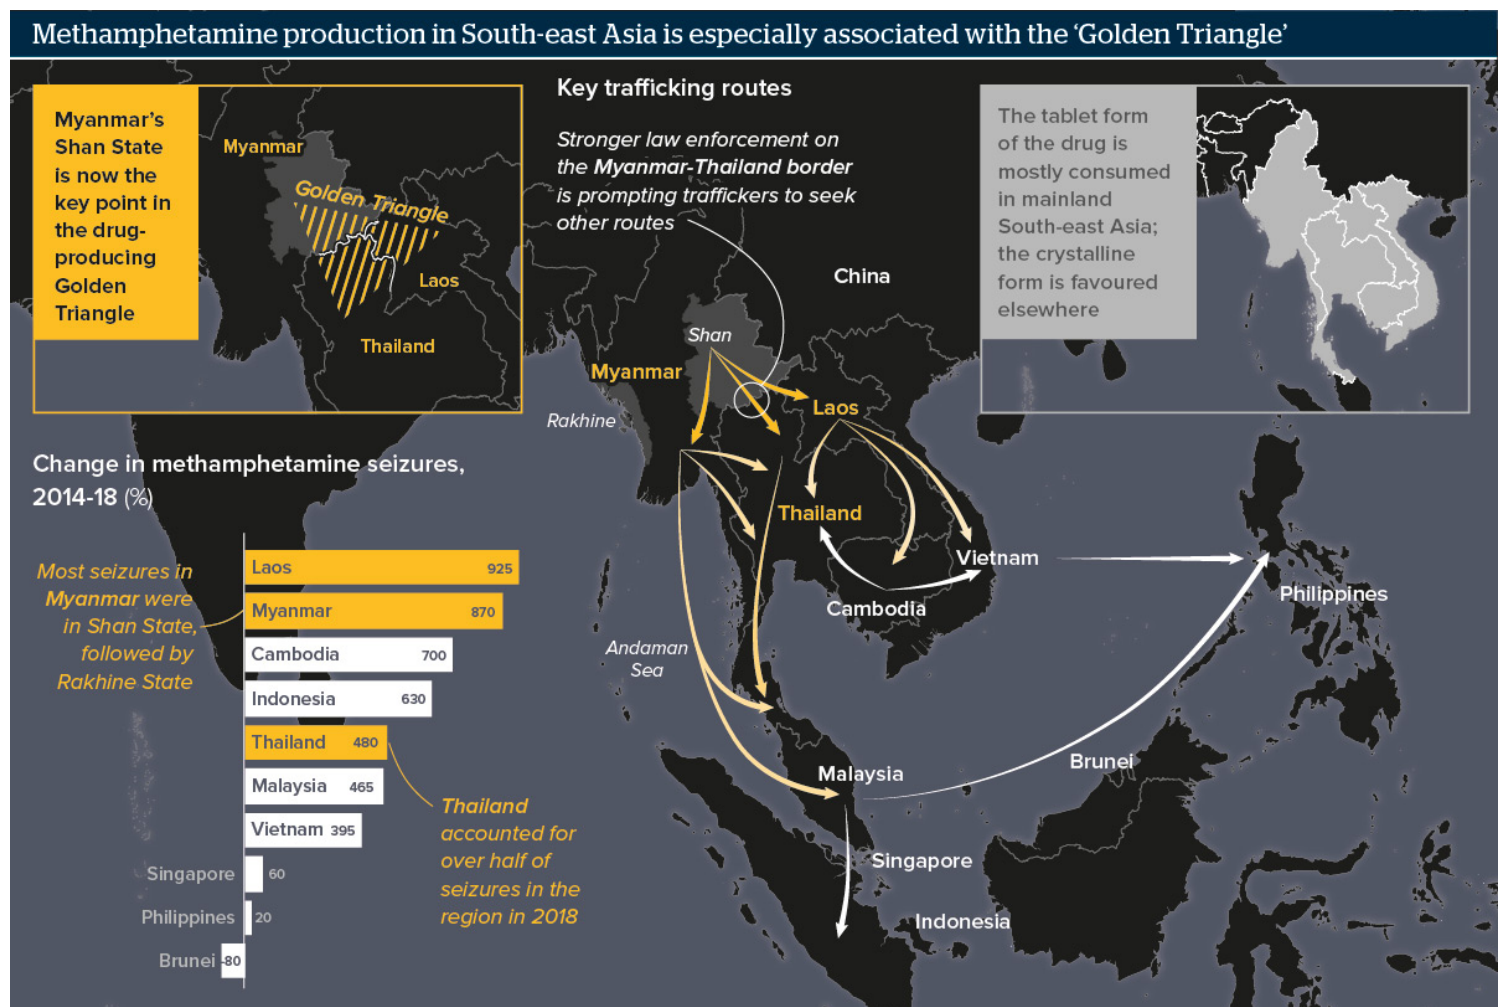 Methamphetamine production in South-east Asia is especially associated with the ‘Golden Triangle’
Myanmar’s
Shan State
is now the
key point in
the drug-
producing
Golden
Triangle
Myanmar
Golden Triangle
Laos
Thailand
Key trafficking routes
Stronger law enforcement on
the Myanmar-Thailand border
is prompting traffickers to seek
other routes
The tablet form
of the drug is
mostly consumed
in mainland
South-east Asia;
the crystalline
form is favoured
elsewhere
China
Shan
Myanmar
Rakhine
Laos
Thailand
Vietnam
Cambodia
Philippines
Andaman
Sea
Malaysia
Brunei
Singapore
Indonesia
Change in methamphetamine seizures,
2014-18 (%)
Most seizures in
Myanmar were
in Shan State,
followed by
Rakhine State
Laos 925
Myanmar 870
Cambodia 700
Indonesia 630
Thailand 480
Malaysia 465
Vietnam 395
Singapore 60
Philippines 20
Brunei -80
Thailand
accounted for
over half of
seizures in the
region in 2018